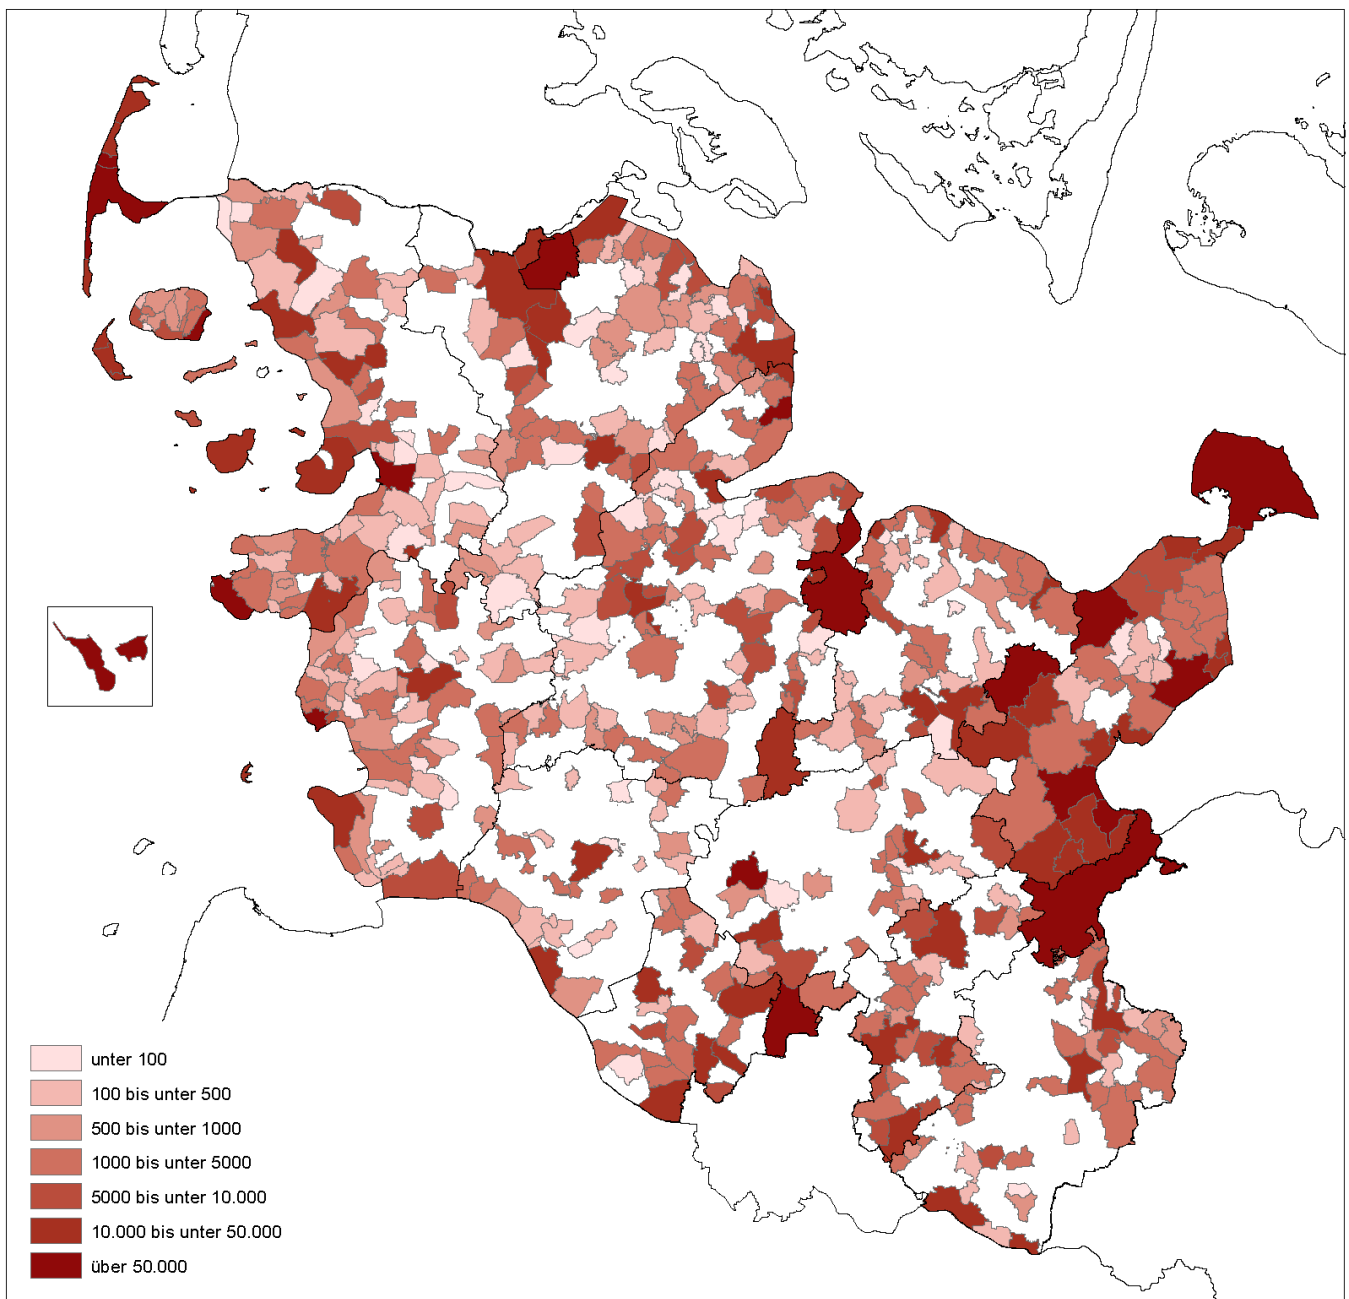 unter 100
100 bis unter 500
500 bis unter 1000
1000 bis unter 5000
5000 bis unter 10.000
10.000 bis unter 50.000
über 50.000